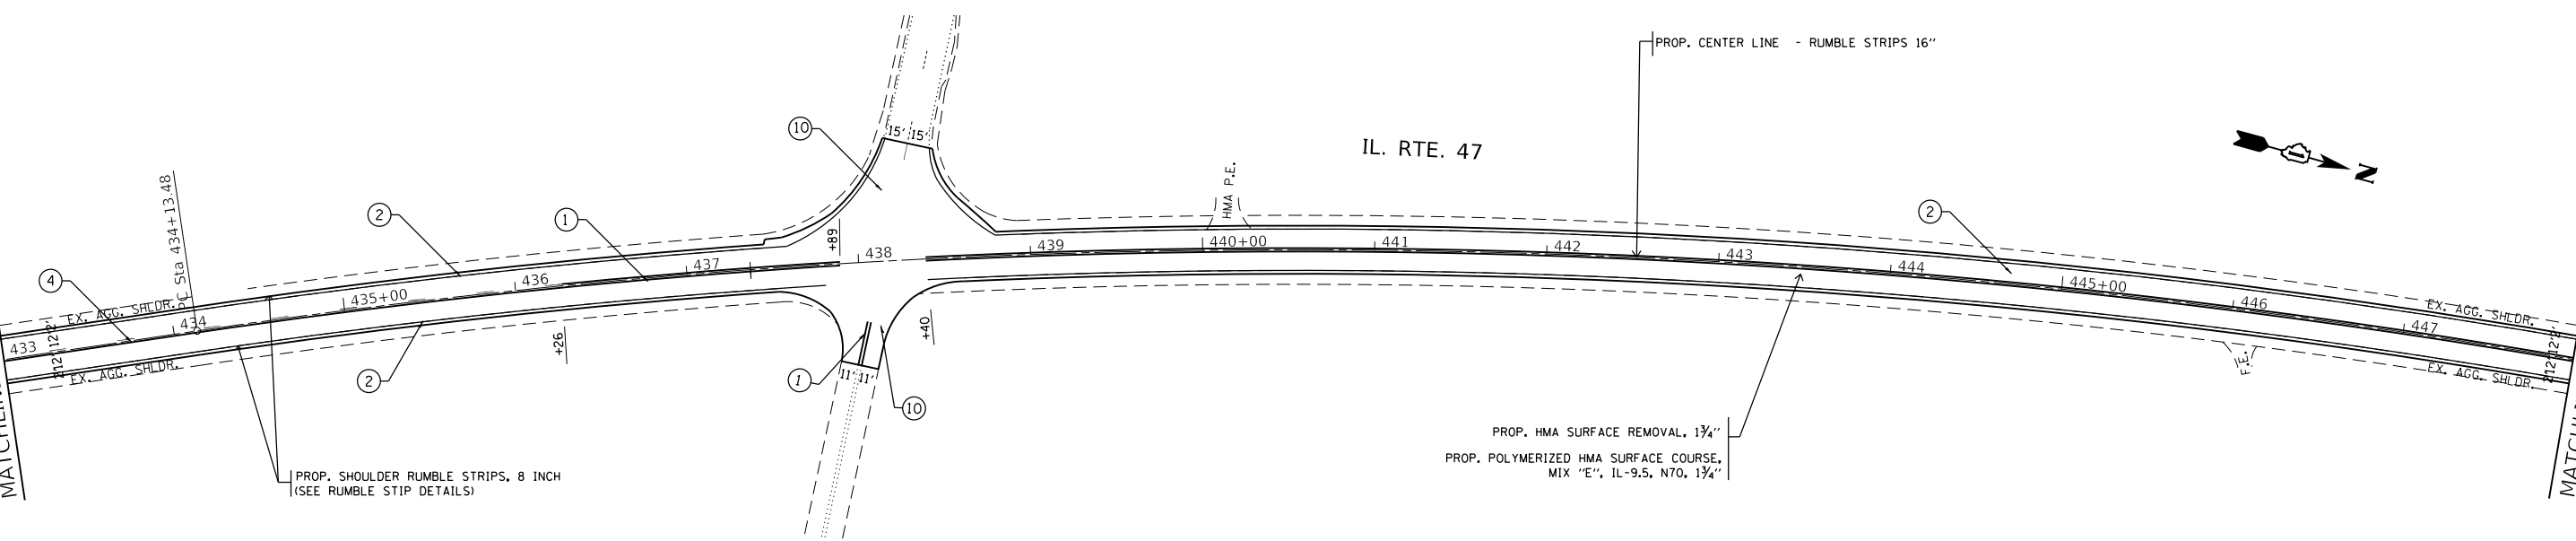 PROP. CENTER LINE - RUMBLE STRIPS 16"
IL. RTE. 47
N
10
15' 15'
2
1
PC Sta 434+13.48
HMA P.E.
2
+89
4
EX. AGG. SHLDR.
433
434
435+00
436
437
438
439
440+00
441
442
443
444
445+00
446
447
EX. AGG. SHLDR.
2' 12' 12' 2'
EX. AGG. SHLDR.
2
+26
1
11' 11'
10
+40
F.E.
EX. AGG. SHLDR.
2' 12' 12' 2'
PROP. SHOULDER RUMBLE STRIPS, 8 INCH
(SEE RUMBLE STIP DETAILS)
PROP. HMA SURFACE REMOVAL, 1¾"
PROP. POLYMERIZED HMA SURFACE COURSE,
MIX "E", IL-9.5, N70, 1¾"